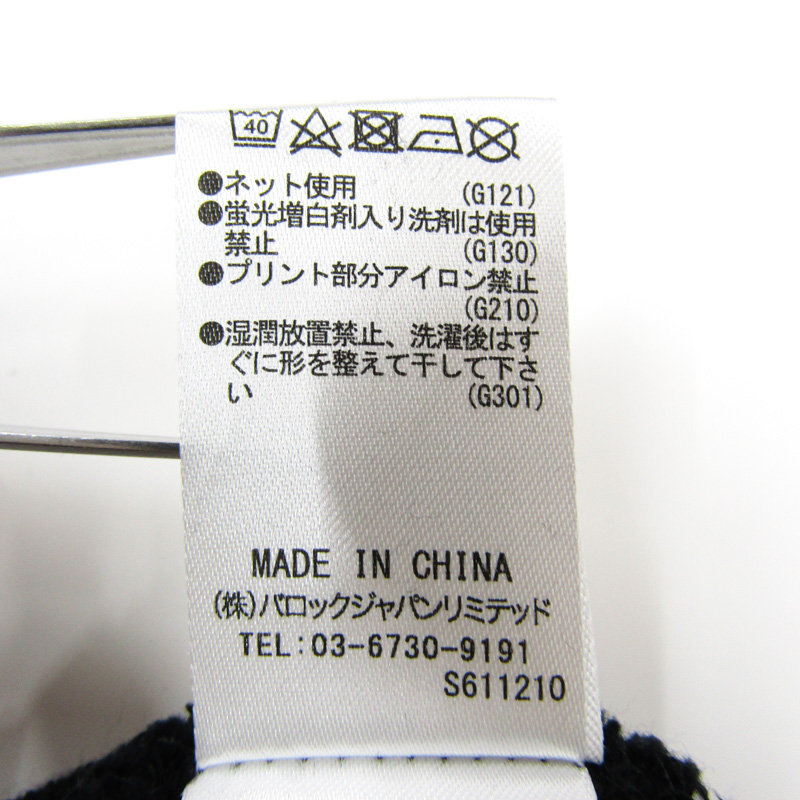 40
●ネット使用 (G121)
●蛍光増白剤入り洗剤は使用
禁止 (G130)
●プリント部分アイロン禁止
(G210)
●湿潤放置禁止、洗濯後はす
ぐに形を整えて干して下さ
い (G301)
MADE IN CHINA
(株)バロックジャパンリミテッド
TEL:03-6730-9191
S611210